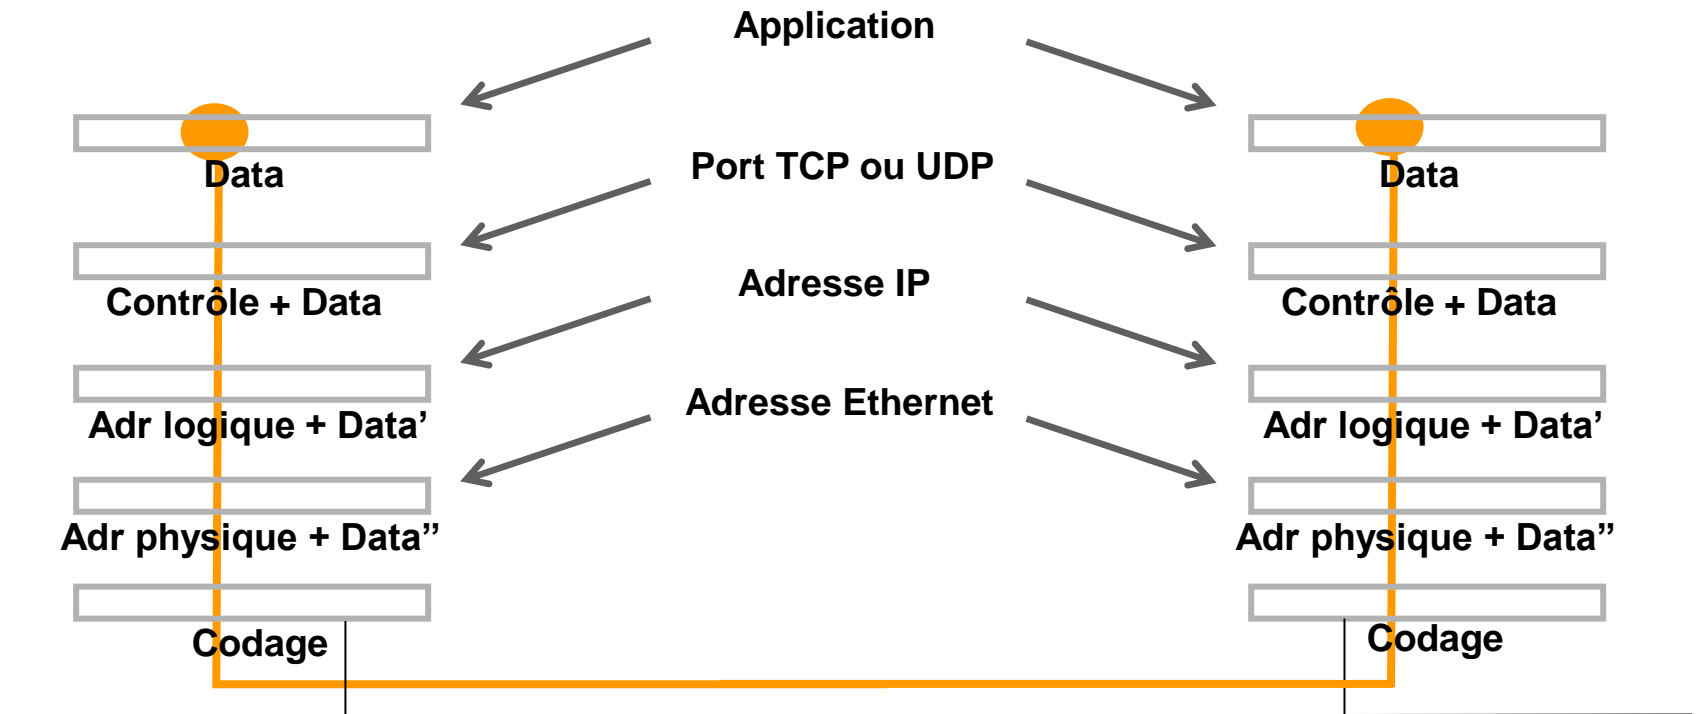 Application
Data
Port TCP ou UDP
Data
Contrôle + Data
Adresse IP
Contrôle + Data
Adr logique + Data’
Adresse Ethernet
Adr logique + Data’
Adr physique + Data’’
Adr physique + Data’’
Codage
Codage